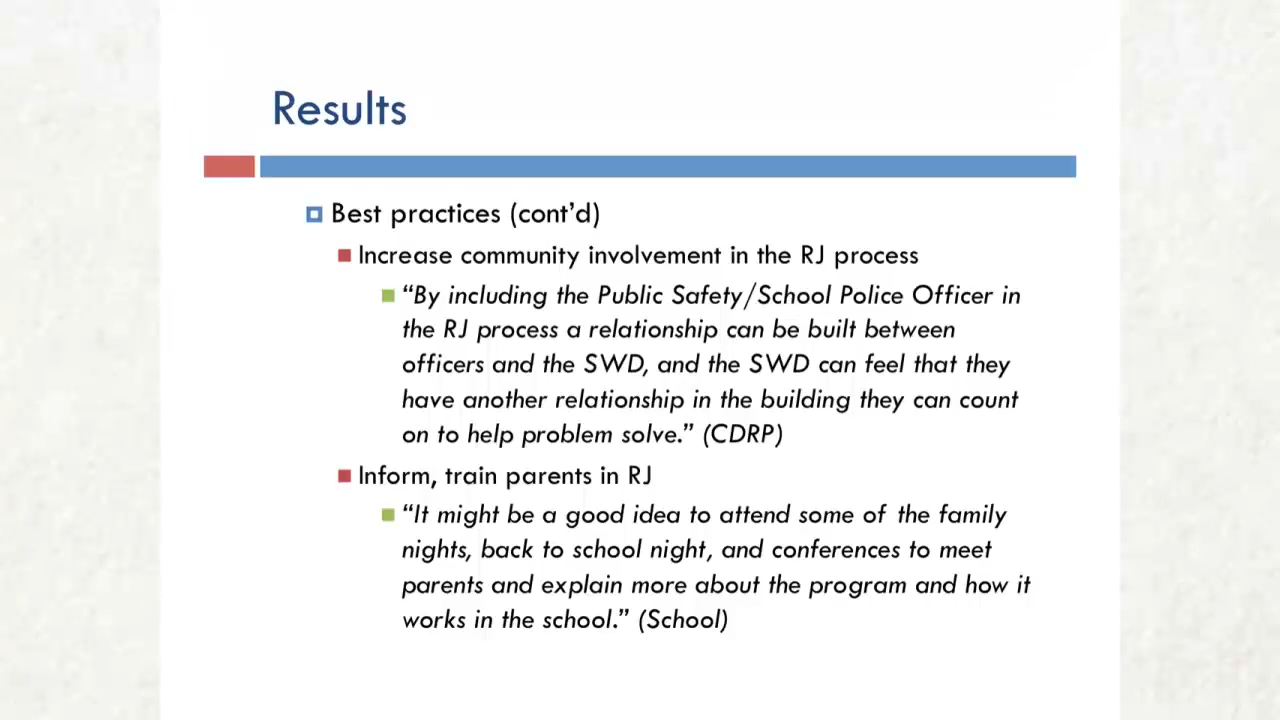 Results
Best practices (cont’d)
Increase community involvement in the RJ process
“By including the Public Safety/School Police Officer in
the RJ process a relationship can be built between
officers and the SWD, and the SWD can feel that they
have another relationship in the building they can count
on to help problem solve.” (CDRP)
Inform, train parents in RJ
“It might be a good idea to attend some of the family
nights, back to school night, and conferences to meet
parents and explain more about the program and how it
works in the school.” (School)